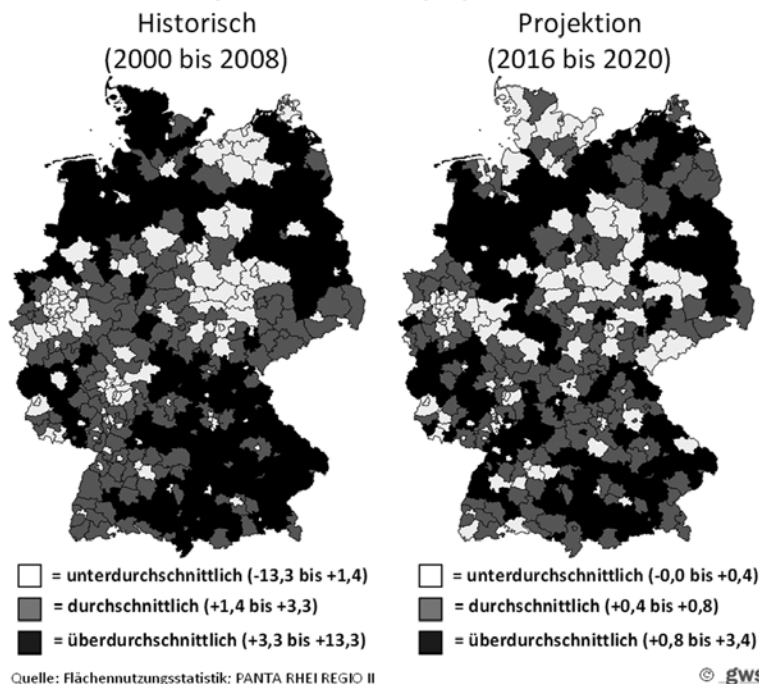 Historisch
(2000 bis 2008)
Projektion
(2016 bis 2020)
= unterdurchschnittlich (-13,3 bis +1,4)
= durchschnittlich (+1,4 bis +3,3)
= überdurchschnittlich (+3,3 bis +13,3)
= unterdurchschnittlich (-0,0 bis +0,4)
= durchschnittlich (+0,4 bis +0,8)
= überdurchschnittlich (+0,8 bis +3,4)
Quelle: Flächennutzungsstatistik; PANTA RHEI REGIO II
© gws